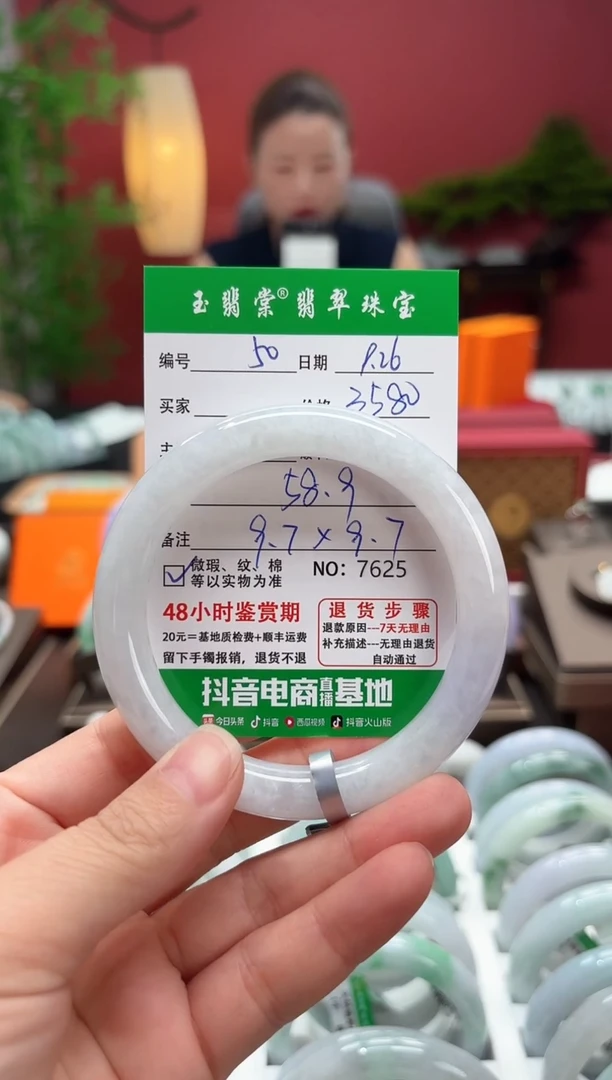 玉翡棠® 翡翠珠宝
编号 50 日期 9.26
买家 价格 3580
58.9
备注 9.7 x 9.7
微瑕、纹、棉
等以实物为准
NO: 7625
48小时鉴赏期
20元=基地质检费+顺丰运费
留下手镯报销，退货不退
退货步骤
退款原因---7天无理由
补充描述---无理由退货
自动通过
抖音电商直播基地
今日头条 抖音 西瓜视频 抖音火山版